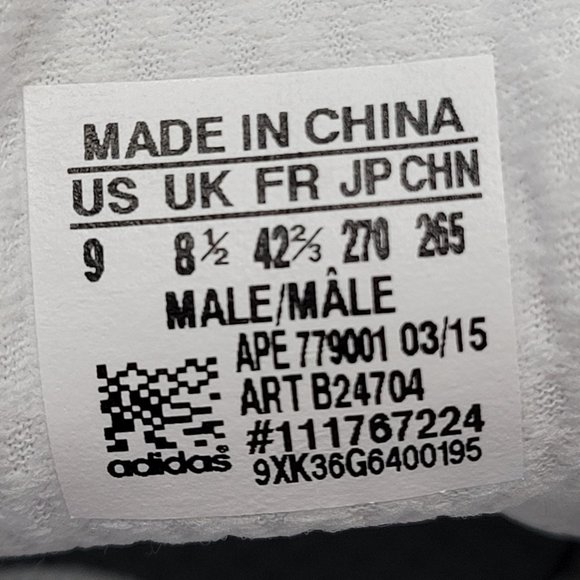 MADE IN CHINA
US UK FR JP CHN
9 8½ 42⅔ 270 265
MALE/MÂLE
APE 779001 03/15
ART B24704
#111767224
adidas® 9XK36G6400195